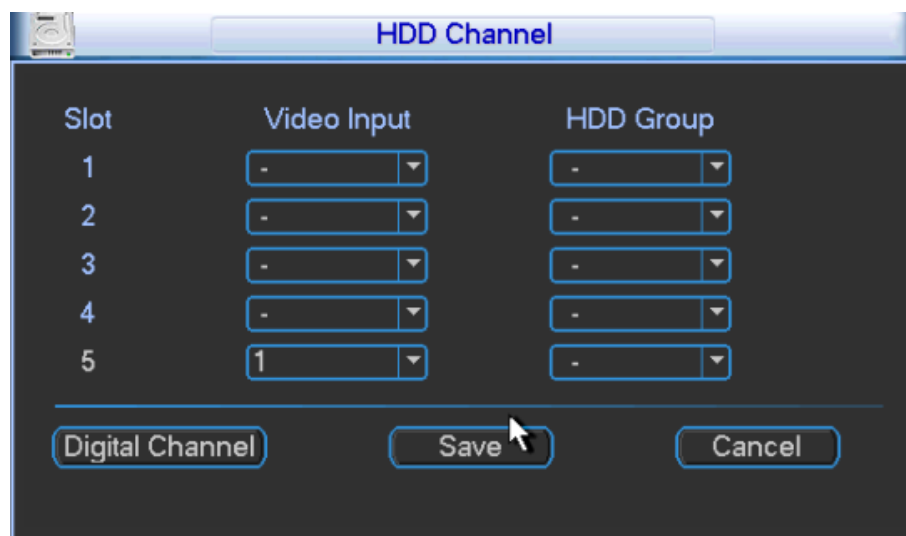 HDD Channel
Slot Video Input HDD Group
1 - -
2 - -
3 - -
4 - -
5 1 -
Digital Channel Save Cancel